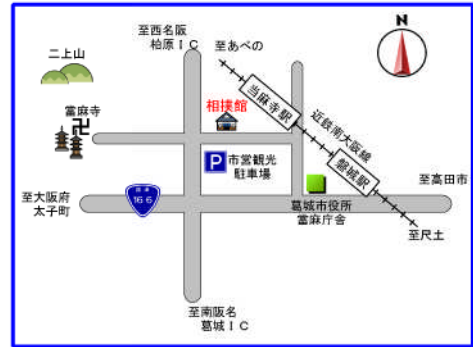 至西名阪
柏原ＩＣ
至あべの
N
二上山
相撲館
当麻寺駅
近鉄南大阪線
當麻寺
卍
P
市営観光
駐車場
磐城駅
至高田市
至大阪府
太子町
国道
166
葛城市役所
當麻庁舎
至尺土
至南阪名
葛城ＩＣ